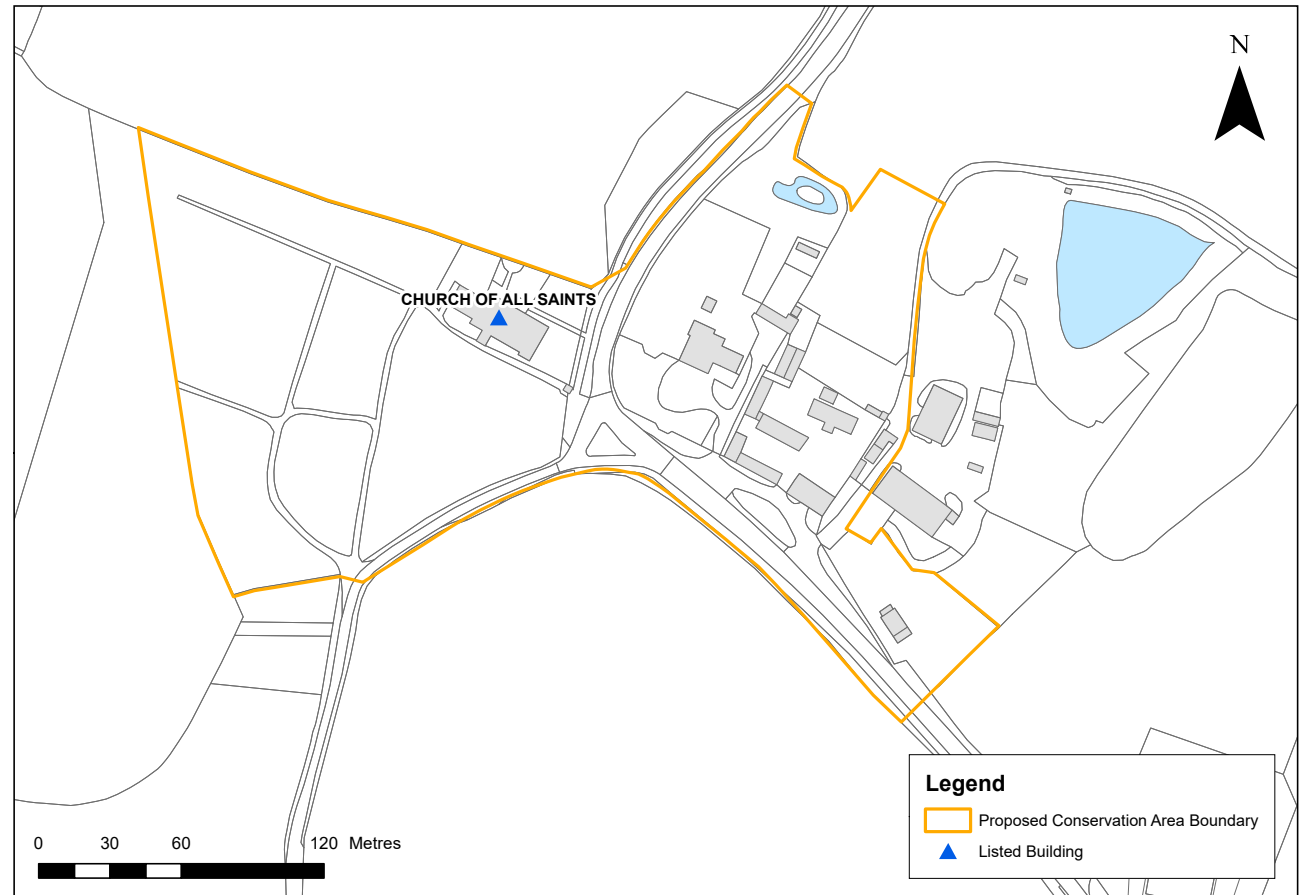 N
CHURCH OF ALL SAINTS
Legend
Proposed Conservation Area Boundary
Listed Building
0 30 60 120 Metres